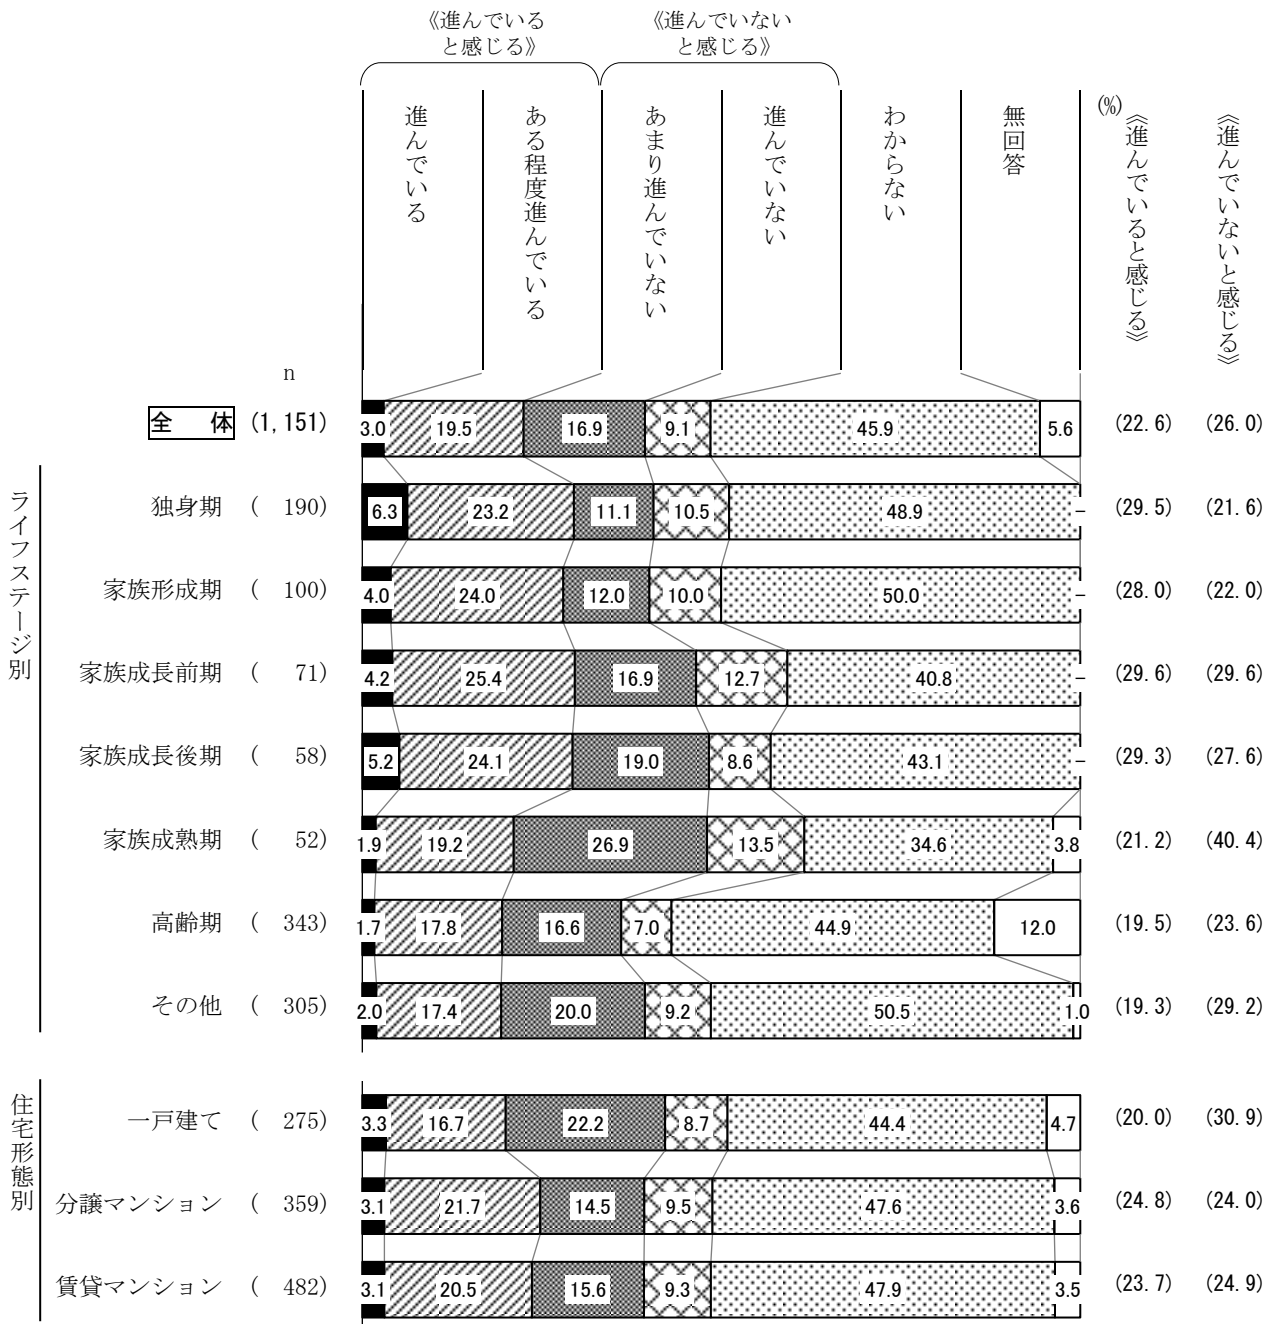 《進んでいる
と感じる》
《進んでいない
と感じる》
進んでいる
ある程度進んでいる
あまり進んでいない
進んでいない
わからない
無回答
(%)
《進んでいると感じる》
《進んでいないと感じる》
n
全 体 (1,151) 3.0 19.5 16.9 9.1 45.9 5.6 (22.6) (26.0)
ライフステージ別
独身期 ( 190) 6.3 23.2 11.1 10.5 48.9 - (29.5) (21.6)
家族形成期 ( 100) 4.0 24.0 12.0 10.0 50.0 - (28.0) (22.0)
家族成長前期 ( 71) 4.2 25.4 16.9 12.7 40.8 - (29.6) (29.6)
家族成長後期 ( 58) 5.2 24.1 19.0 8.6 43.1 - (29.3) (27.6)
家族成熟期 ( 52) 1.9 19.2 26.9 13.5 34.6 3.8 (21.2) (40.4)
高齢期 ( 343) 1.7 17.8 16.6 7.0 44.9 12.0 (19.5) (23.6)
その他 ( 305) 2.0 17.4 20.0 9.2 50.5 1.0 (19.3) (29.2)
住宅形態別
一戸建て ( 275) 3.3 16.7 22.2 8.7 44.4 4.7 (20.0) (30.9)
分譲マンション ( 359) 3.1 21.7 14.5 9.5 47.6 3.6 (24.8) (24.0)
賃貸マンション ( 482) 3.1 20.5 15.6 9.3 47.9 3.5 (23.7) (24.9)